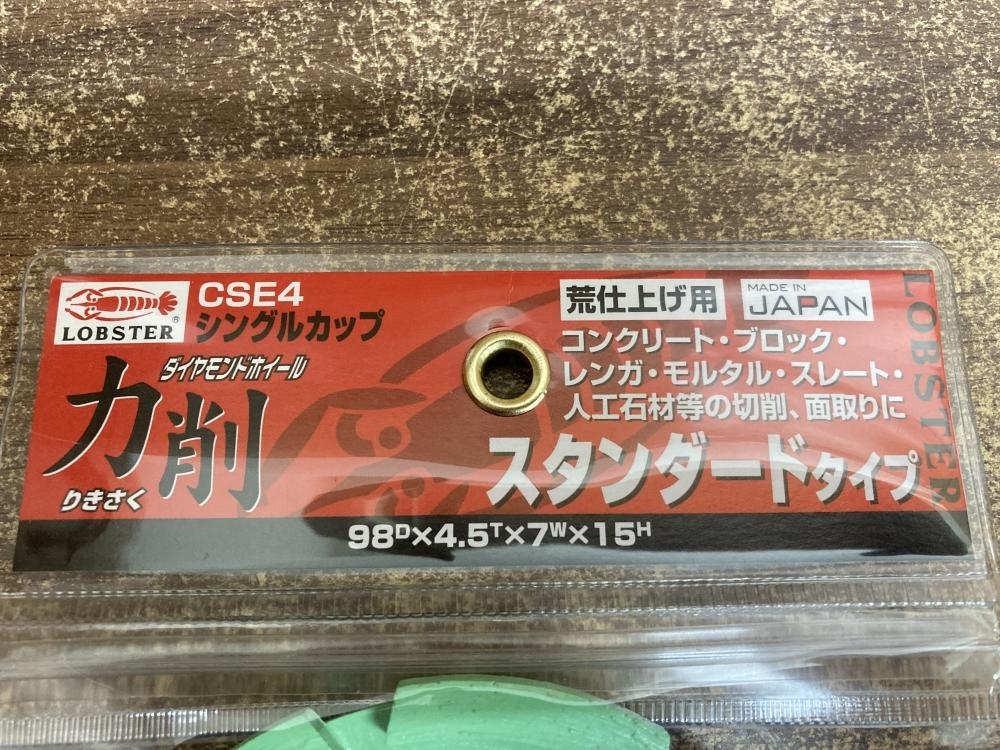 LOBSTER®
CSE4
シングルカップ
ダイヤモンドホイール
力削
りきさく
荒仕上げ用
MADE IN
JAPAN
コンクリート・ブロック・
レンガ・モルタル・スレート・
人工石材等の切削、面取りに
スタンダードタイプ
98D×4.5T×7W×15H
LOBSTER